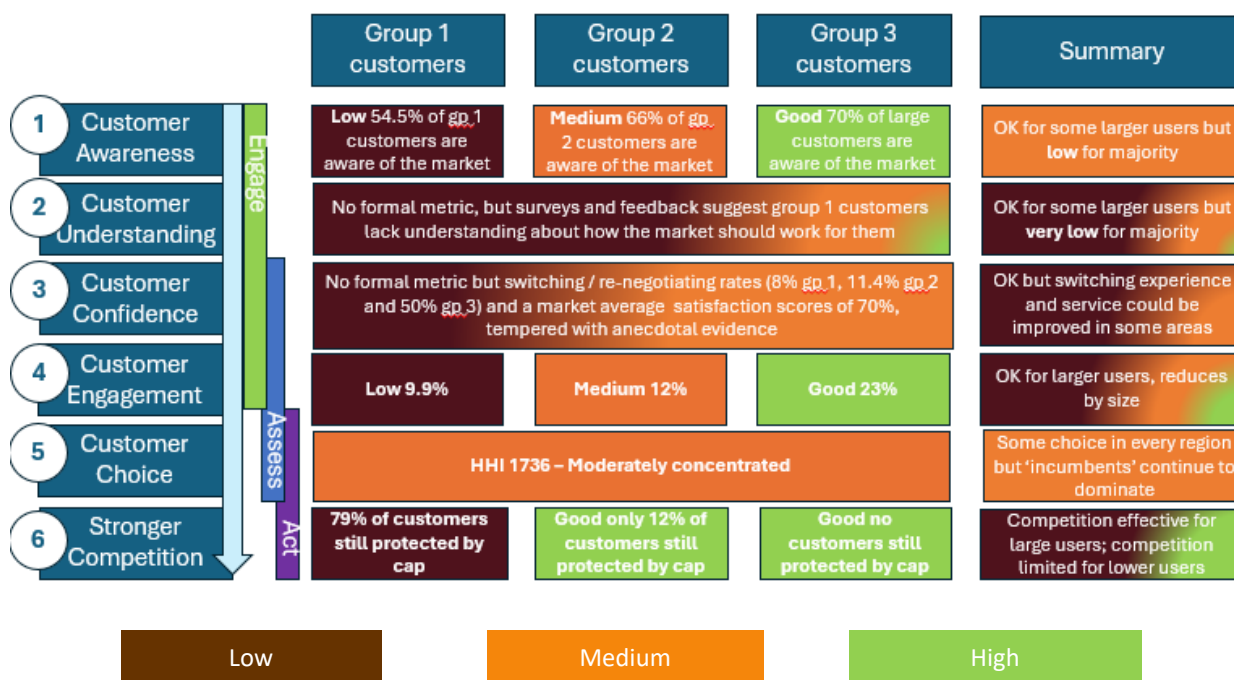 Group 1
customers
Group 2
customers
Group 3
customers
Summary
1
Customer
Awareness
Low 54.5% of gp 1
customers are
aware of the market
Medium 66% of gp
2 customers are
aware of the market
Good 70% of large
customers are
aware of the market
OK for some larger users but
low for majority
Engage
2
Customer
Understanding
No formal metric, but surveys and feedback suggest group 1 customers
lack understanding about how the market should work for them
OK for some larger users but
very low for majority
3
Customer
Confidence
No formal metric but switching / re-negotiating rates (8% gp 1, 11.4% gp 2
and 50% gp 3) and a market average satisfaction scores of 70%,
tempered with anecdotal evidence
OK but switching experience
and service could be
improved in some areas
4
Customer
Engagement
Low 9.9%
Medium 12%
Good 23%
OK for larger users, reduces
by size
Assess
5
Customer
Choice
HHI 1736 – Moderately concentrated
Some choice in every region
but ‘incumbents’ continue to
dominate
Act
6
Stronger
Competition
79% of customers
still protected by
cap
Good only 12% of
customers still
protected by cap
Good no
customers still
protected by cap
Competition effective for
large users; competition
limited for lower users
Low
Medium
High